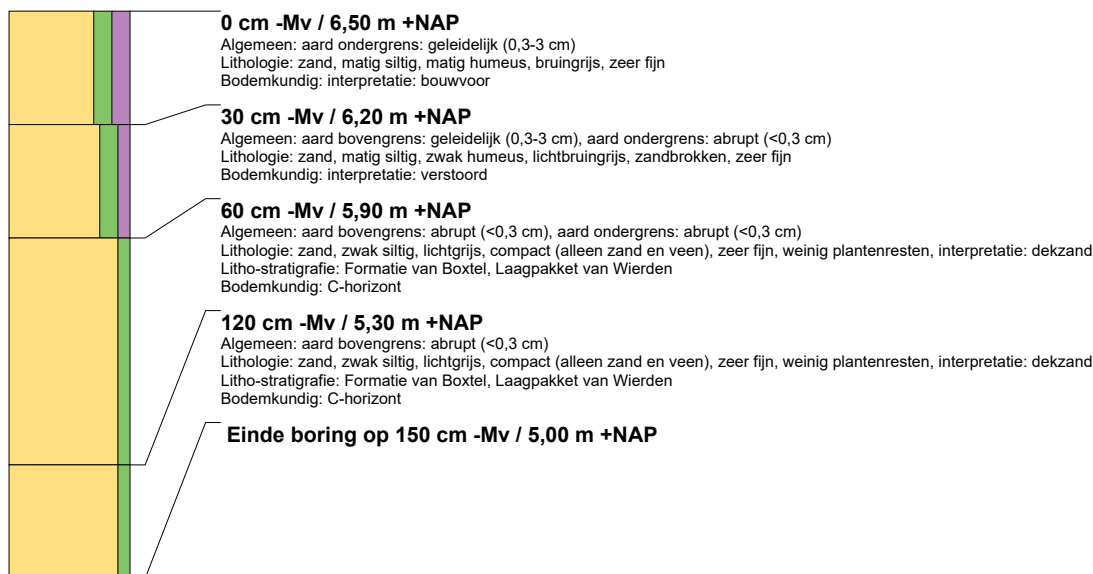 0 cm -Mv / 6,50 m +NAP
Algemeen: aard ondergrens: geleidelijk (0,3-3 cm)
Lithologie: zand, matig siltig, matig humeus, bruingrijs, zeer fijn
Bodemkundig: interpretatie: bouwvoor
30 cm -Mv / 6,20 m +NAP
Algemeen: aard bovengrens: geleidelijk (0,3-3 cm), aard ondergrens: abrupt (<0,3 cm)
Lithologie: zand, matig siltig, zwak humeus, lichtbruingrijs, zandbrokken, zeer fijn
Bodemkundig: interpretatie: verstoord
60 cm -Mv / 5,90 m +NAP
Algemeen: aard bovengrens: abrupt (<0,3 cm), aard ondergrens: abrupt (<0,3 cm)
Lithologie: zand, zwak siltig, lichtgrijs, compact (alleen zand en veen), zeer fijn, weinig plantenresten, interpretatie: dekzand
Litho-stratigrafie: Formatie van Boxtel, Laagpakket van Wierden
Bodemkundig: C-horizont
120 cm -Mv / 5,30 m +NAP
Algemeen: aard bovengrens: abrupt (<0,3 cm)
Lithologie: zand, zwak siltig, lichtgrijs, compact (alleen zand en veen), zeer fijn, weinig plantenresten, interpretatie: dekzand
Litho-stratigrafie: Formatie van Boxtel, Laagpakket van Wierden
Bodemkundig: C-horizont
Einde boring op 150 cm -Mv / 5,00 m +NAP